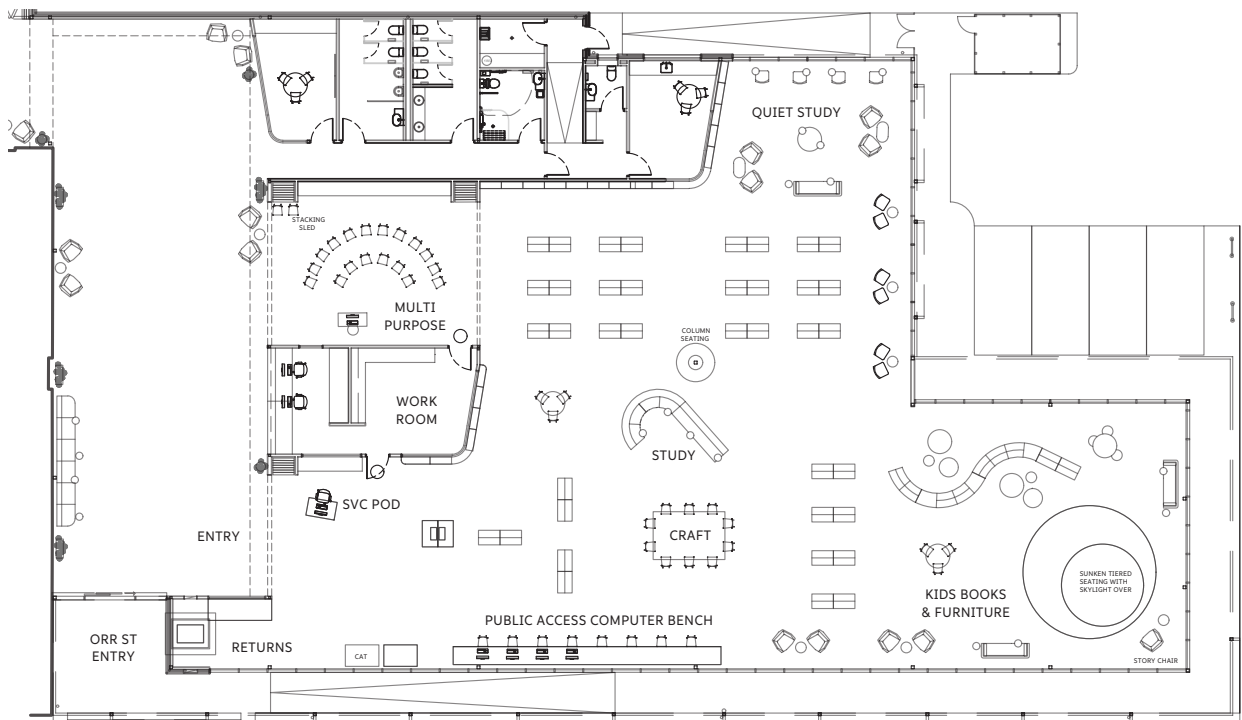 QUIET STUDY
STACKING
SLED
MULTI
PURPOSE
COLUMN
SEATING
WORK
ROOM
STUDY
SVC POD
ENTRY
CRAFT
SUNKEN TIERED
SEATING WITH
SKYLIGHT OVER
KIDS BOOKS
& FURNITURE
PUBLIC ACCESS COMPUTER BENCH
ORR ST
ENTRY
RETURNS
CAT
STORY CHAIR